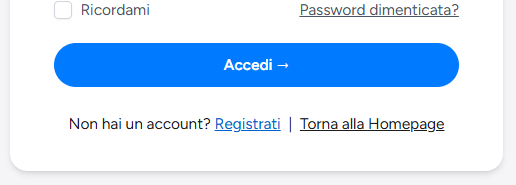 Ricordami Password dimenticata?
Accedi →
Non hai un account? Registrati | Torna alla Homepage